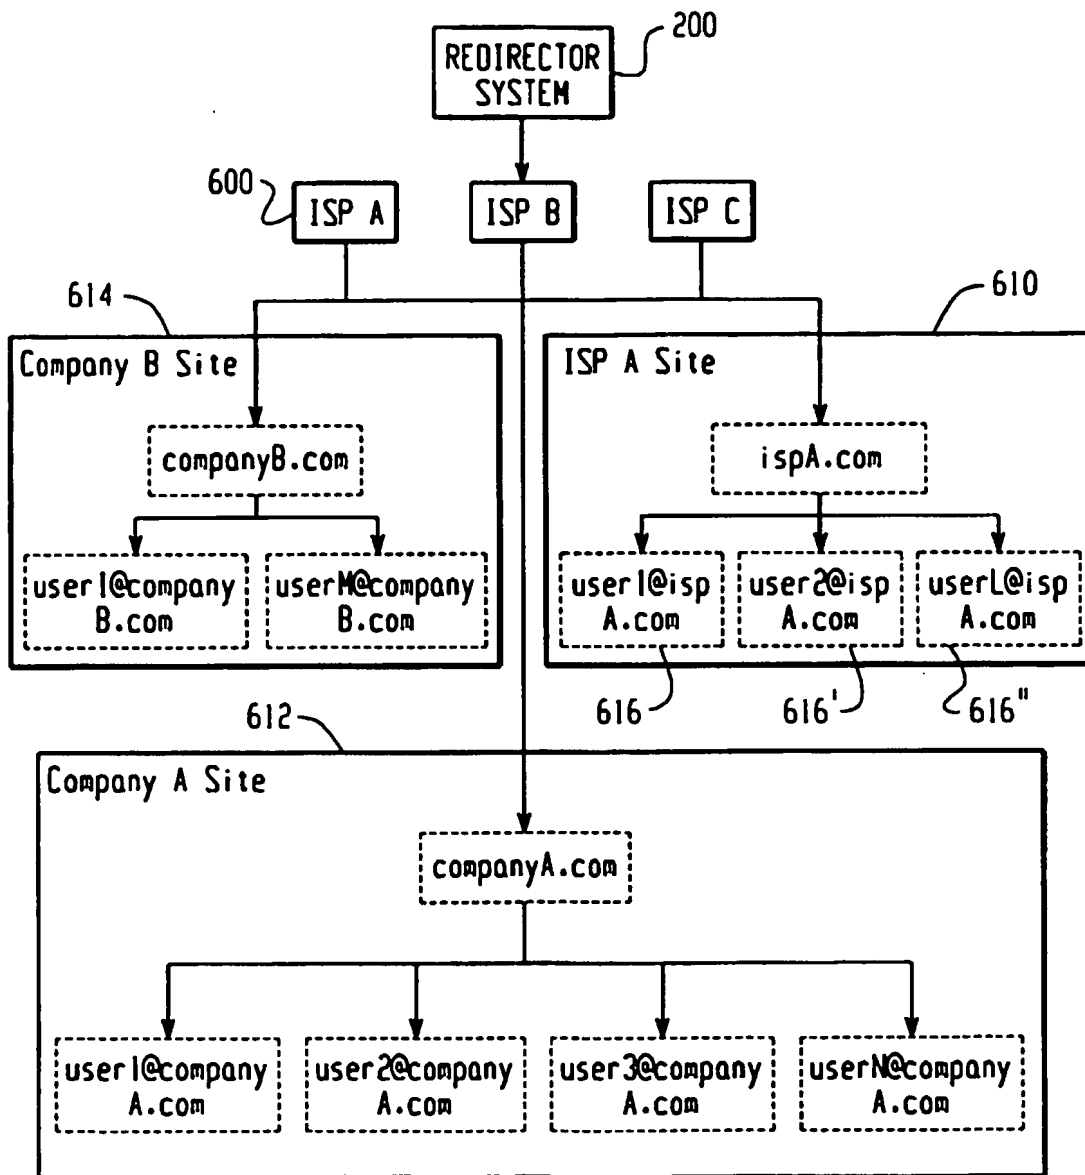 200
REDIRECTOR
SYSTEM
600
ISP A
ISP B
ISP C
614
610
Company B Site
ISP A Site
companyB.com
ispA.com
user1@company
B.com
userM@company
B.com
user1@isp
A.com
user2@isp
A.com
userL@isp
A.com
616
616'
616"
612
Company A Site
companyA.com
user1@company
A.com
user2@company
A.com
user3@company
A.com
userN@company
A.com